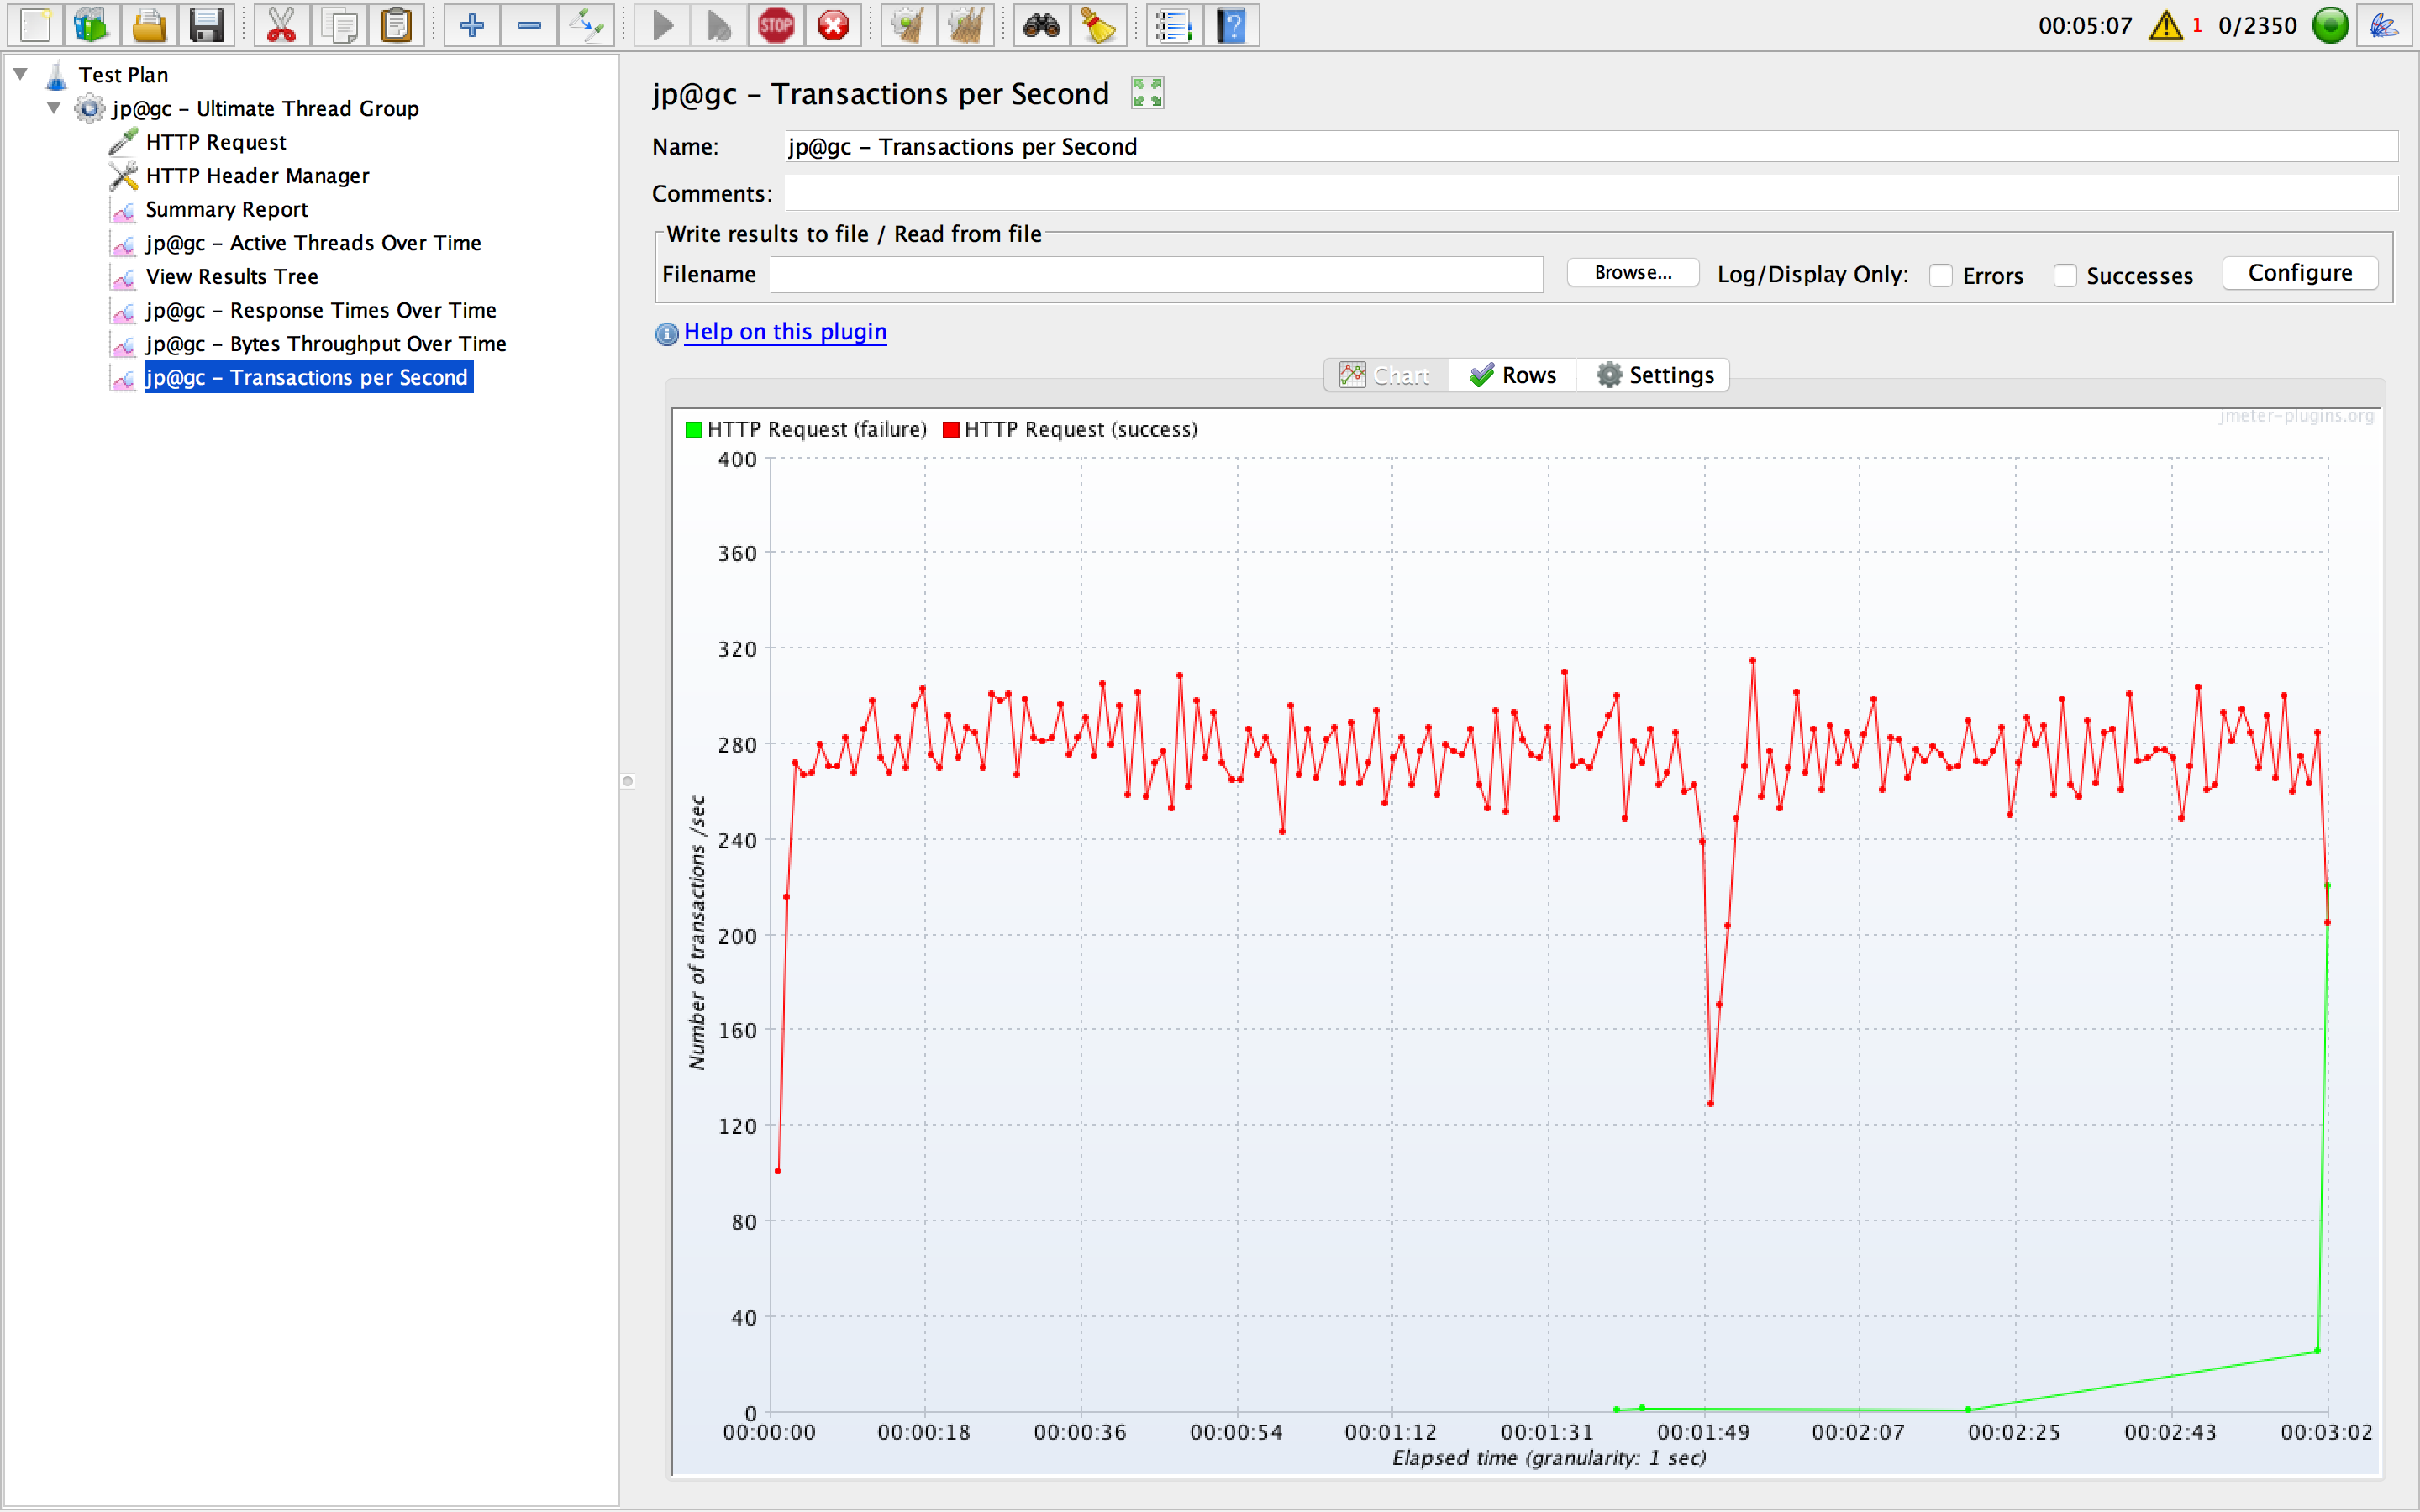 STOP
00:05:07 1 0/2350
Test Plan
jp@gc - Ultimate Thread Group
HTTP Request
HTTP Header Manager
Summary Report
jp@gc - Active Threads Over Time
View Results Tree
jp@gc - Response Times Over Time
jp@gc - Bytes Throughput Over Time
jp@gc - Transactions per Second
jp@gc - Transactions per Second
Name: jp@gc - Transactions per Second
Comments:
Write results to file / Read from file
Filename Browse... Log/Display Only: Errors Successes Configure
Help on this plugin
Chart Rows Settings
jmeter-plugins.org
HTTP Request (failure) HTTP Request (success)
400
360
320
280
240
200
160
120
80
40
0
Number of transactions /sec
00:00:00 00:00:18 00:00:36 00:00:54 00:01:12 00:01:31 00:01:49 00:02:07 00:02:25 00:02:43 00:03:02
Elapsed time (granularity: 1 sec)